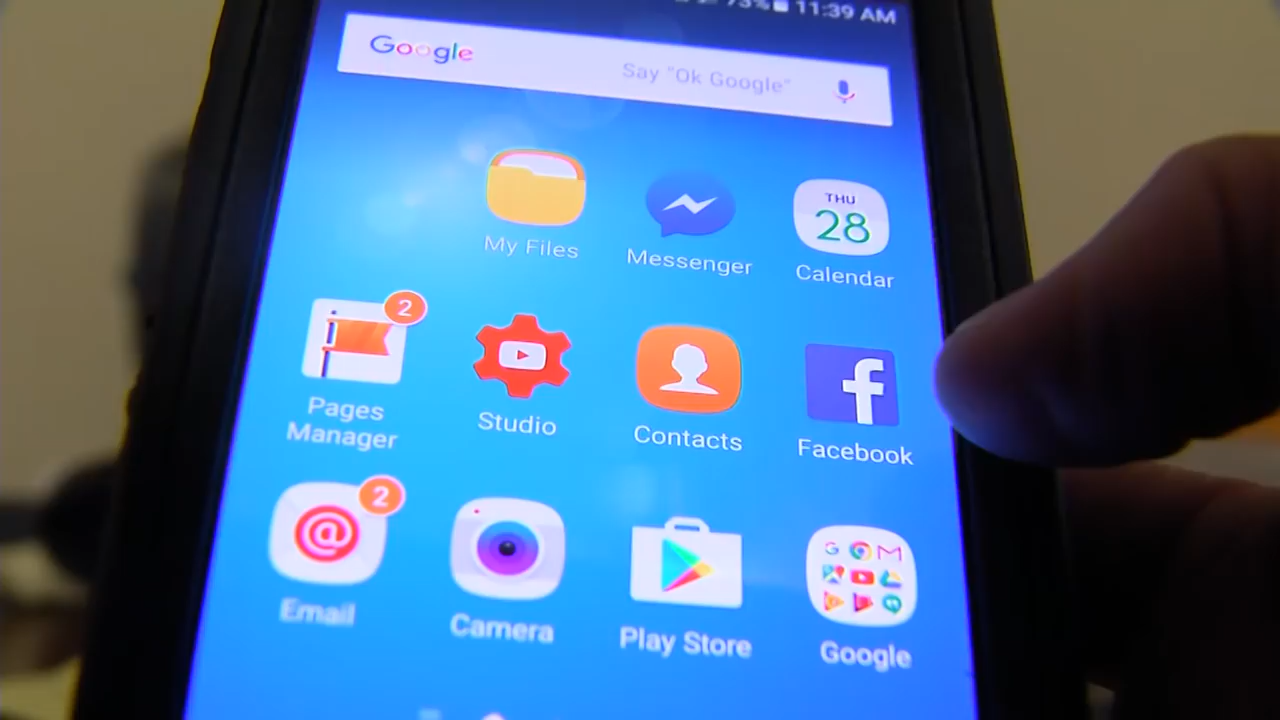 73% 11:39 AM
Google Say "Ok Google"
THU
28
My Files
Messenger
Calendar
2
Pages
Manager
Studio
Contacts
f
Facebook
2
@
Email
Camera
Play Store
G M
Google